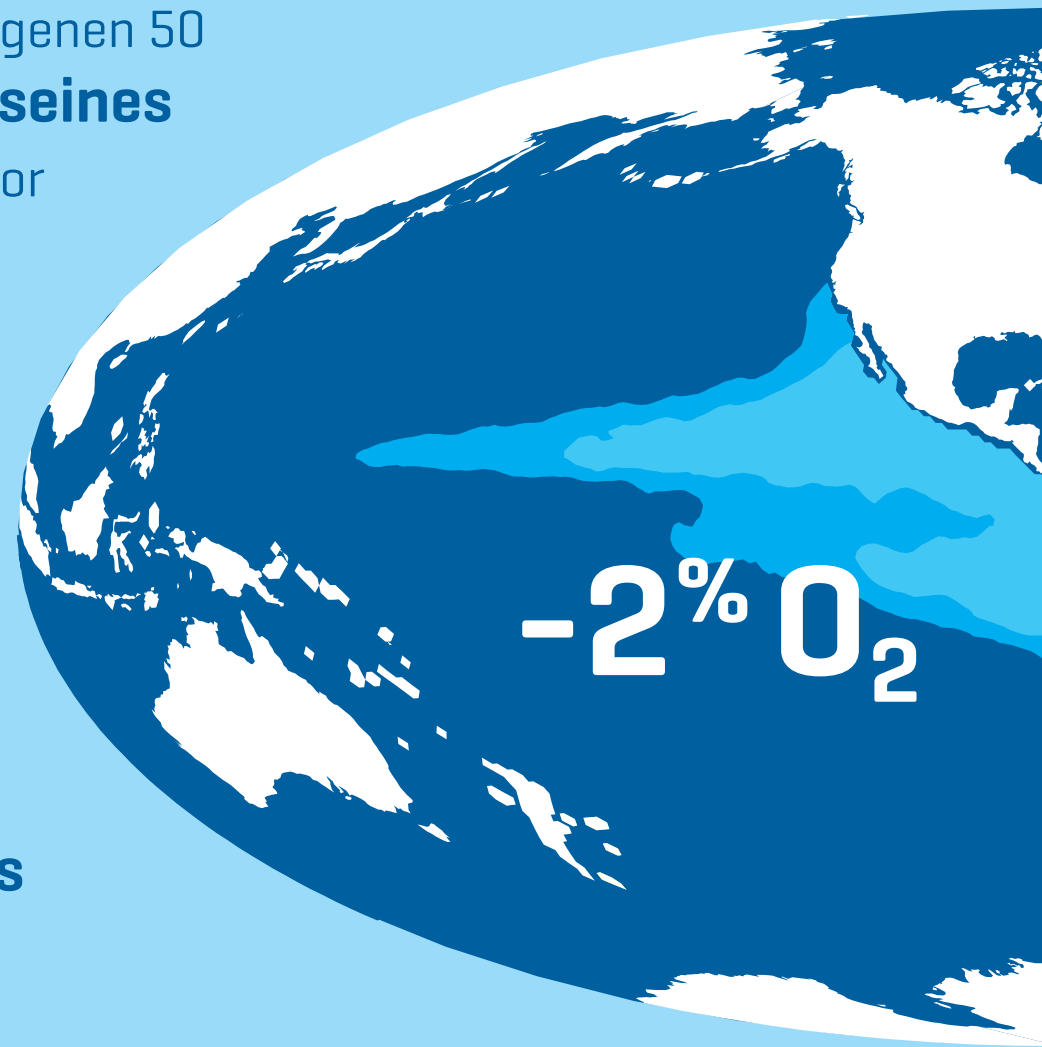 genen 50
seines
or
-2% O₂
s